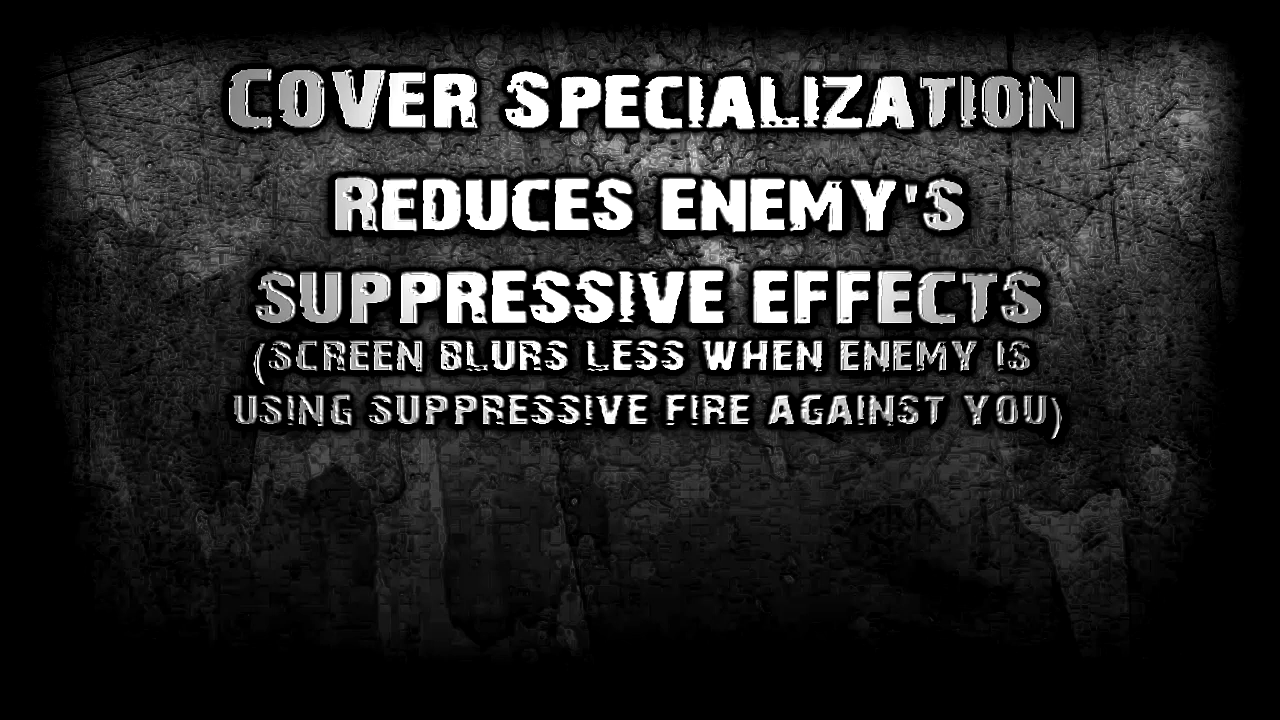 COVER SPECIALIZATION
REDUCES ENEMY'S
SUPPRESSIVE EFFECTS
(SCREEN BLURS LESS WHEN ENEMY IS
USING SUPPRESSIVE FIRE AGAINST YOU)